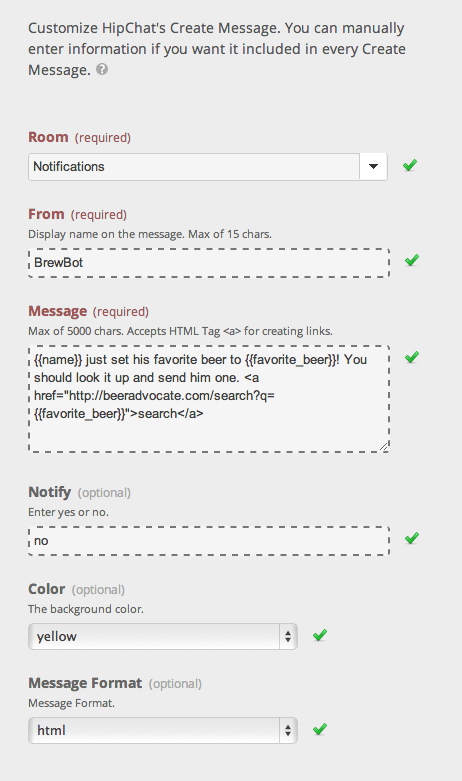 Customize HipChat's Create Message. You can manually
enter information if you want it included in every Create
Message. ?
Room (required)
Notifications
From (required)
Display name on the message. Max of 15 chars.
BrewBot
Message (required)
Max of 5000 chars. Accepts HTML Tag <a> for creating links.
{{name}} just set his favorite beer to {{favorite_beer}}! You
should look it up and send him one. <a
href="http://beeradvocate.com/search?q=
{{favorite_beer}}">search</a>
Notify (optional)
Enter yes or no.
no
Color (optional)
The background color.
yellow
Message Format (optional)
Message Format.
html